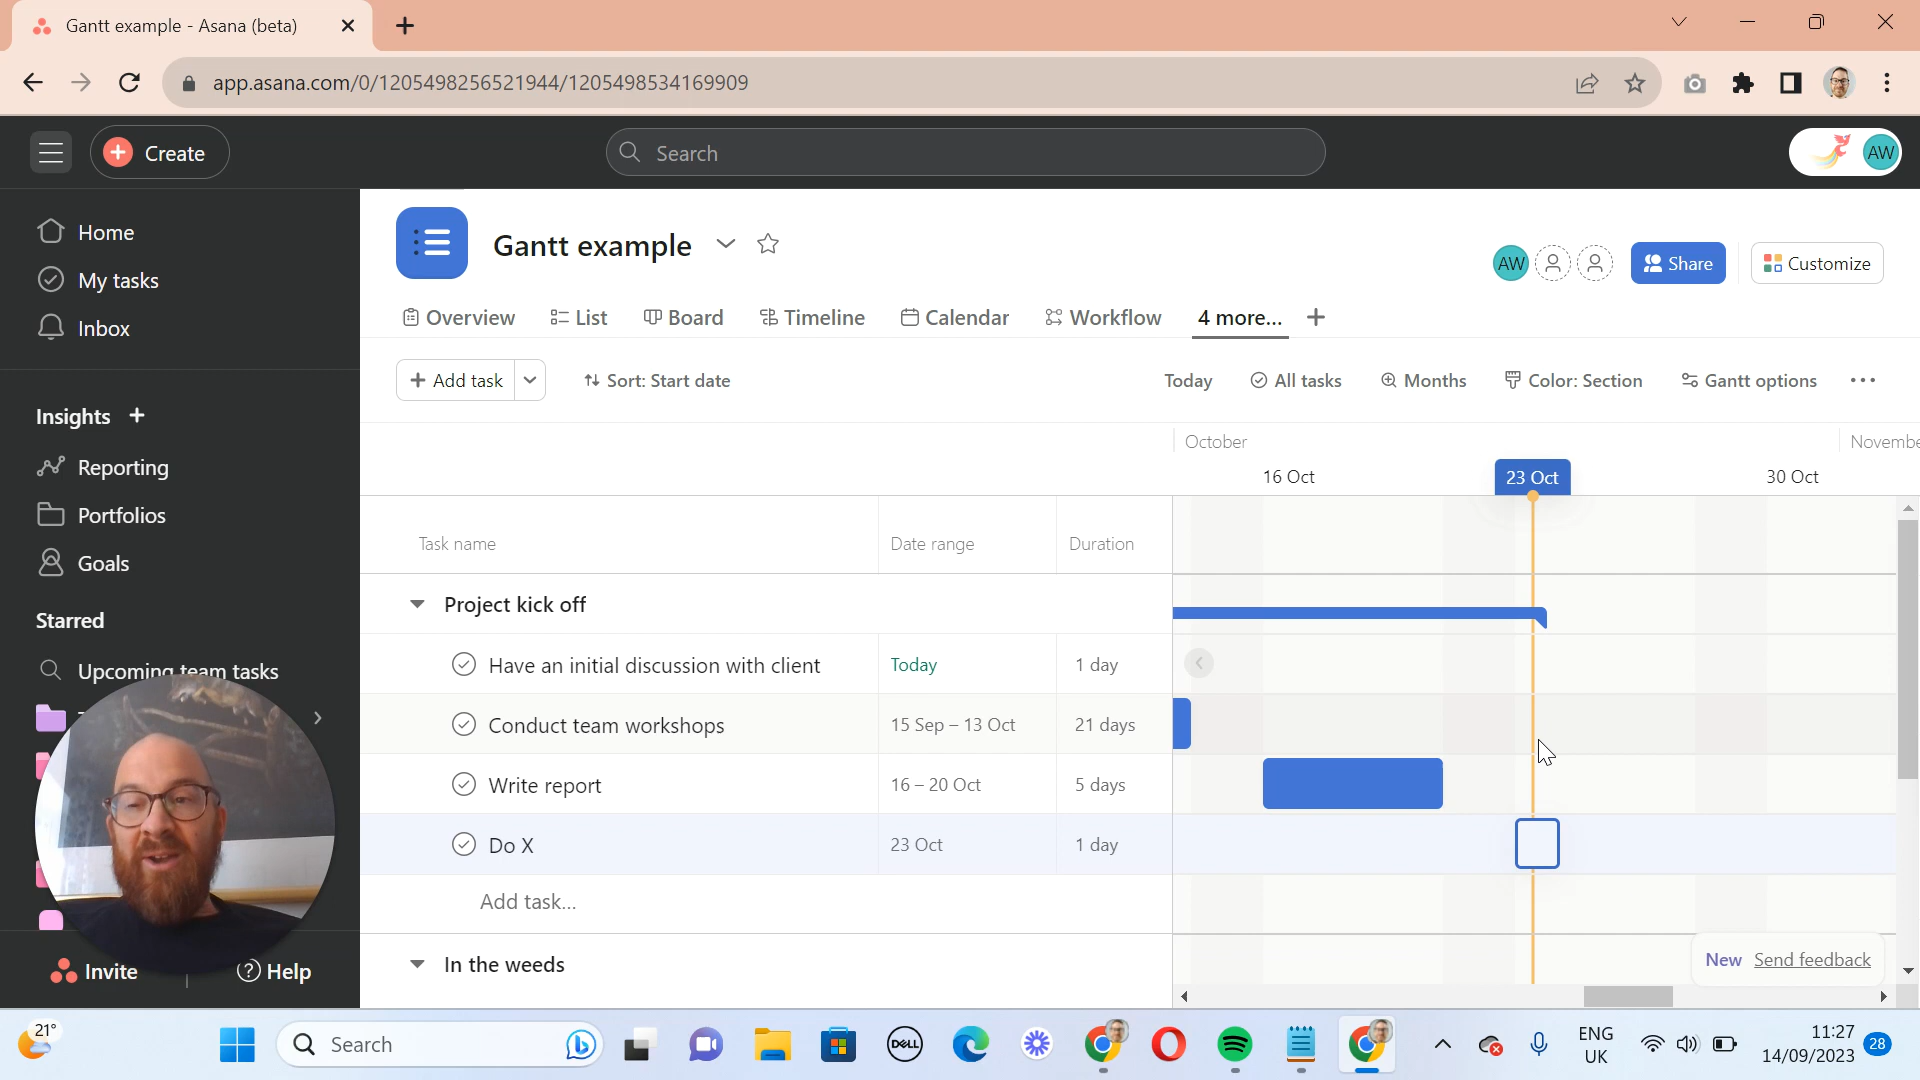 Gantt example - Asana (beta)
app.asana.com/0/1205498256521944/1205498534169909
Create
Search
AW
Home
My tasks
Inbox
Insights
Reporting
Portfolios
Goals
Starred
Upcoming team tasks
Invite
Help
Gantt example
AW
Share
Customize
Overview
List
Board
Timeline
Calendar
Workflow
4 more...
Add task
Sort: Start date
Today
All tasks
Months
Color: Section
Gantt options
October
Novembe
16 Oct
23 Oct
30 Oct
Task name
Date range
Duration
Project kick off
Have an initial discussion with client
Today
1 day
Conduct team workshops
15 Sep – 13 Oct
21 days
Write report
16 – 20 Oct
5 days
Do X
23 Oct
1 day
Add task...
In the weeds
New
Send feedback
21°
Search
DELL
ENG
UK
11:27
14/09/2023
28